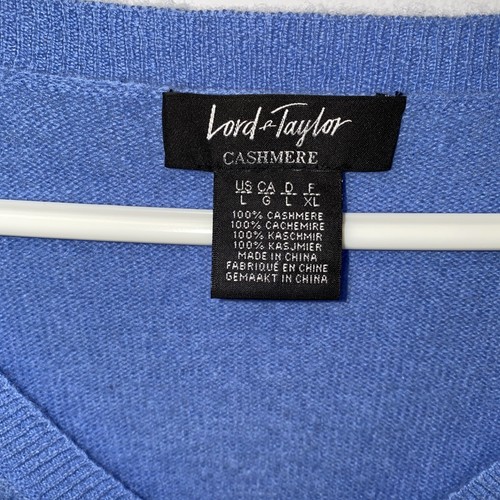 Lord & Taylor
CASHMERE
US CA D F
L G L XL
100% CASHMERE
100% CACHEMIRE
100% KASCHMIR
100% KASJMIER
MADE IN CHINA
FABRIQUÉ EN CHINE
GEMAAKT IN CHINA